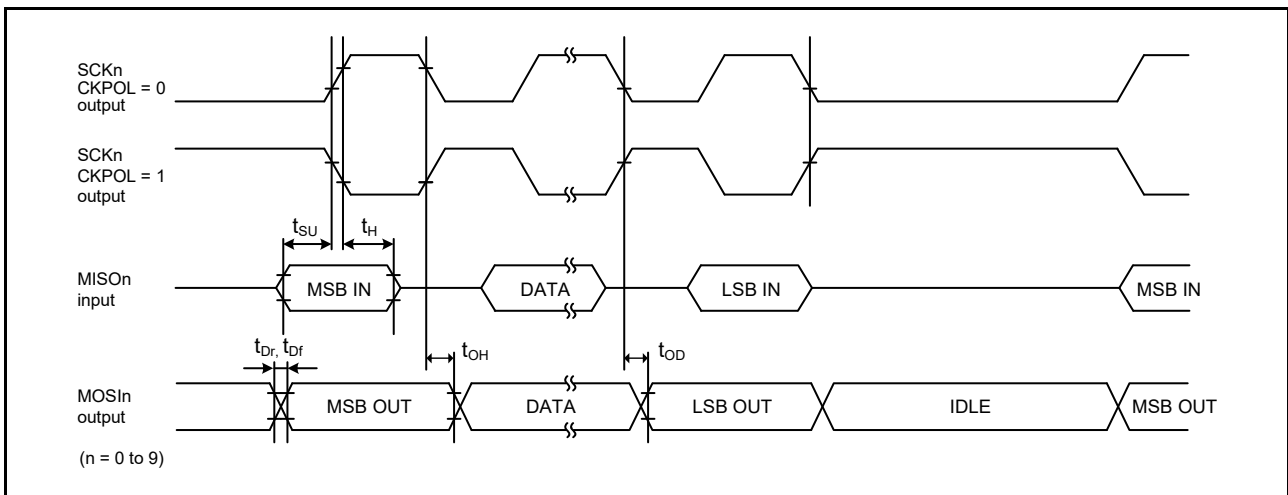 SCKn
CKPOL = 0
output
SCKn
CKPOL = 1
output
tSU
tH
MISOn
input
MSB IN
DATA
LSB IN
MSB IN
tDr, tDf
tOH
tOD
MOSIn
output
MSB OUT
DATA
LSB OUT
IDLE
MSB OUT
(n = 0 to 9)